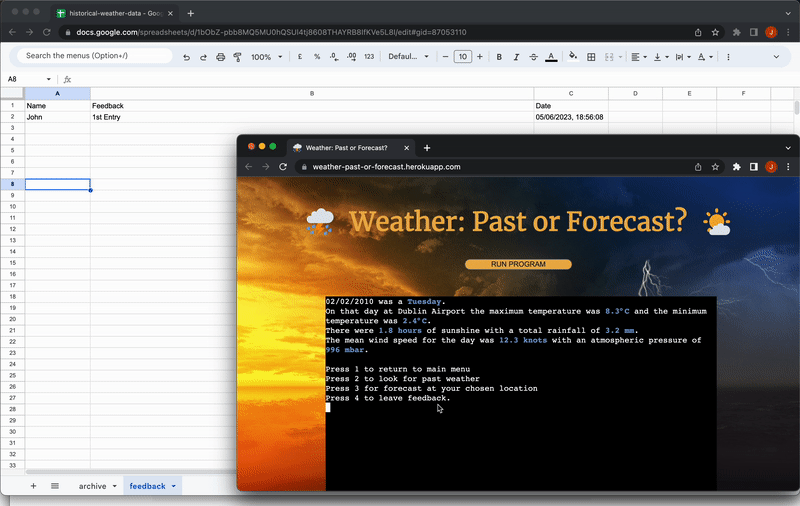 historical-weather-data - Goo
docs.google.com/spreadsheets/d/1bObZ-pbb8MQ5MU0hQSUl4tj8608THAYRB8IfKVe5L8I/edit#gid=87053110
Search the menus (Option+/)
100%
£ % .0 .00 123
Defaul...
10
B I A
A8
fx
A B C D E F
1 Name Feedback Date
2 John 1st Entry 05/06/2023, 18:56:08
3
4
5
6
7
8
9
10
11
12
13
14
15
16
17
18
19
20
21
22
23
24
25
26
27
28
29
30
31
32
33
archive
feedback
Weather: Past or Forecast?
weather-past-or-forecast.herokuapp.com
Weather: Past or Forecast?
RUN PROGRAM
02/02/2010 was a Tuesday.
On that day at Dublin Airport the maximum temperature was 8.3°C and the minimum
temperature was 2.4°C.
There were 1.8 hours of sunshine with a total rainfall of 3.2 mm.
The mean wind speed for the day was 12.3 knots with an atmospheric pressure of
996 mbar.
Press 1 to return to main menu
Press 2 to look for past weather
Press 3 for forecast at your chosen location
Press 4 to leave feedback.